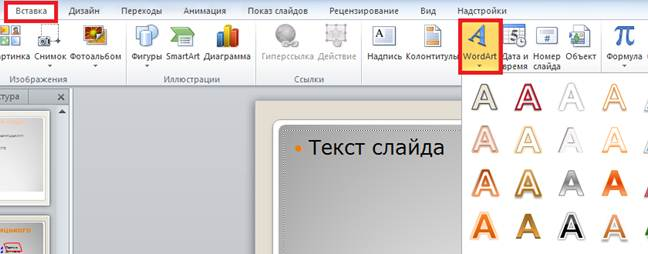 Вставка Дизайн Переходы Анимация Показ слайдов Рецензирование Вид Надстройки
Снимок Фотоальбом Фигуры SmartArt Диаграмма Гиперссылка Действие Надпись Колонтитулы WordArt Дата и время Номер слайда Объект Формула
Изображения Иллюстрации Ссылки
• Текст слайда
А А А А
А А А А
А А А А
А А А А